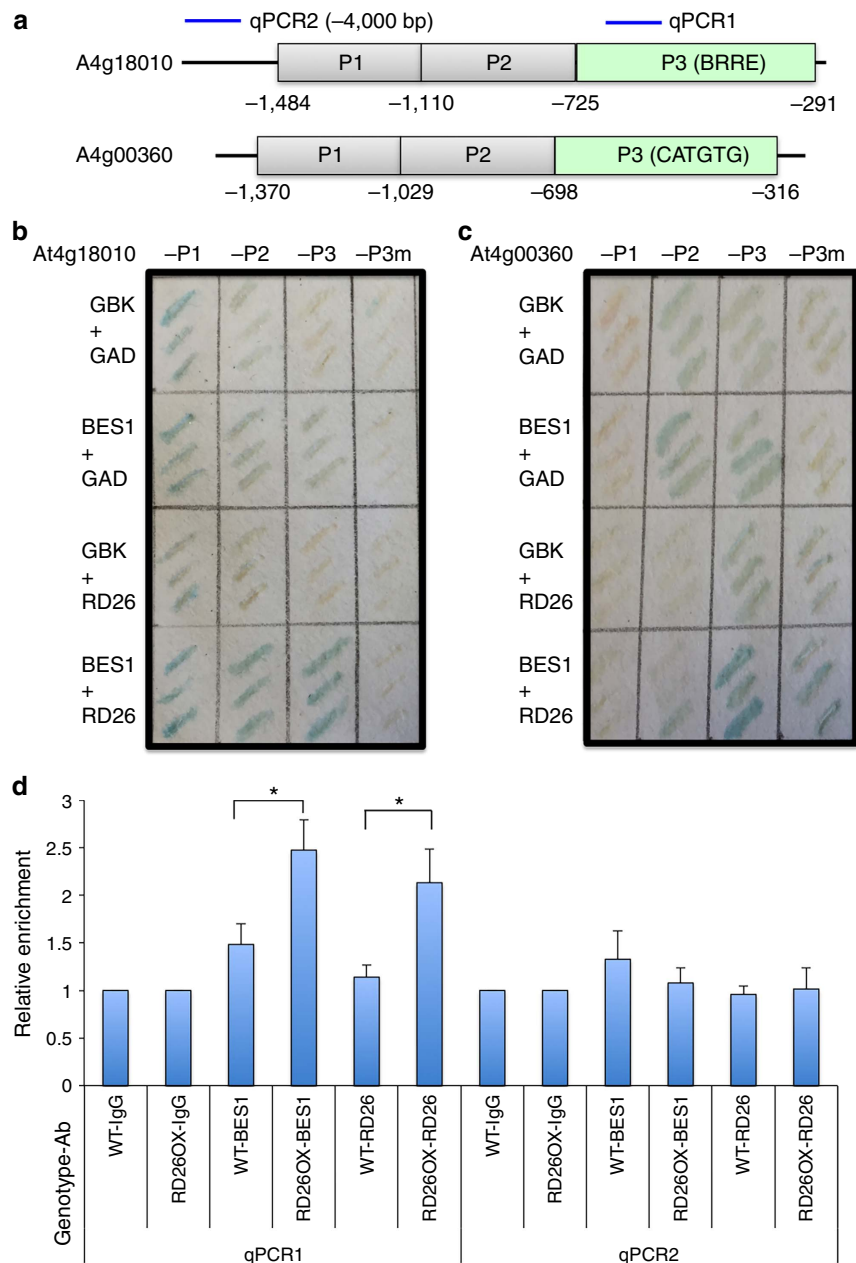 a
qPCR2 (–4,000 bp) qPCR1
A4g18010 P1 P2 P3 (BRRE)
–1,484 –1,110 –725 –291
A4g00360 P1 P2 P3 (CATGTG)
–1,370 –1,029 –698 –316
b
At4g18010 –P1 –P2 –P3 –P3m
GBK
+
GAD
BES1
+
GAD
GBK
+
RD26
BES1
+
RD26
c
At4g00360 –P1 –P2 –P3 –P3m
GBK
+
GAD
BES1
+
GAD
GBK
+
RD26
BES1
+
RD26
d
Relative enrichment
3
2.5
2
1.5
1
0.5
0
* *
Genotype-Ab
WT-IgG
RD26OX-IgG
WT-BES1
RD26OX-BES1
WT-RD26
RD26OX-RD26
WT-IgG
RD26OX-IgG
WT-BES1
RD26OX-BES1
WT-RD26
RD26OX-RD26
qPCR1 qPCR2